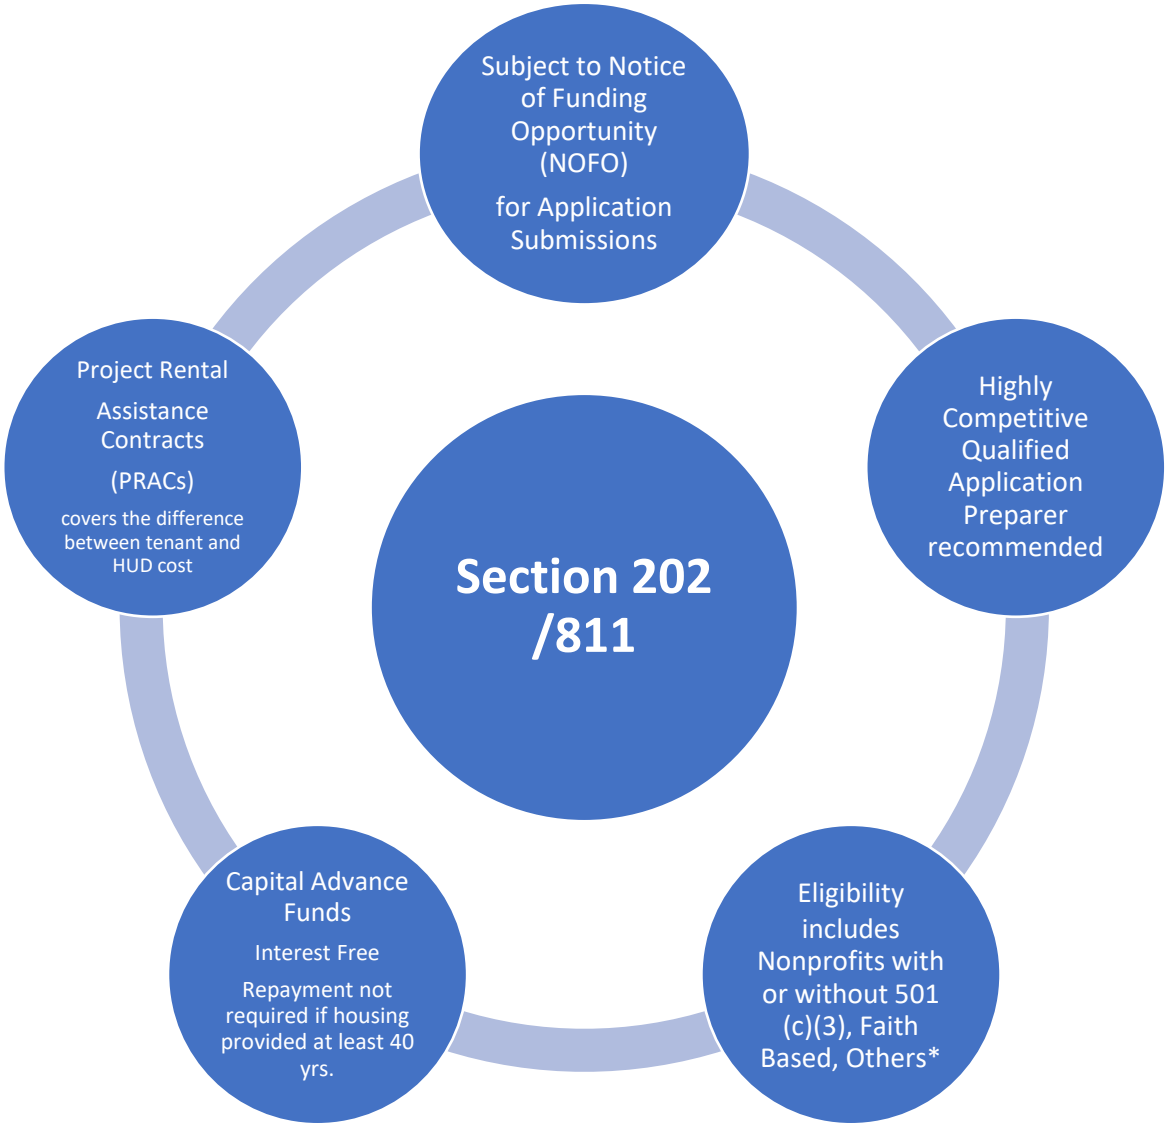 Subject to Notice
of Funding
Opportunity
(NOFO)
for Application
Submissions
Highly
Competitive
Qualified
Application
Preparer
recommended
Eligibility
includes
Nonprofits with
or without 501
(c)(3), Faith
Based, Others*
Capital Advance
Funds
Interest Free
Repayment not
required if housing
provided at least 40
yrs.
Project Rental
Assistance
Contracts
(PRACs)
covers the difference
between tenant and
HUD cost
Section 202
/811